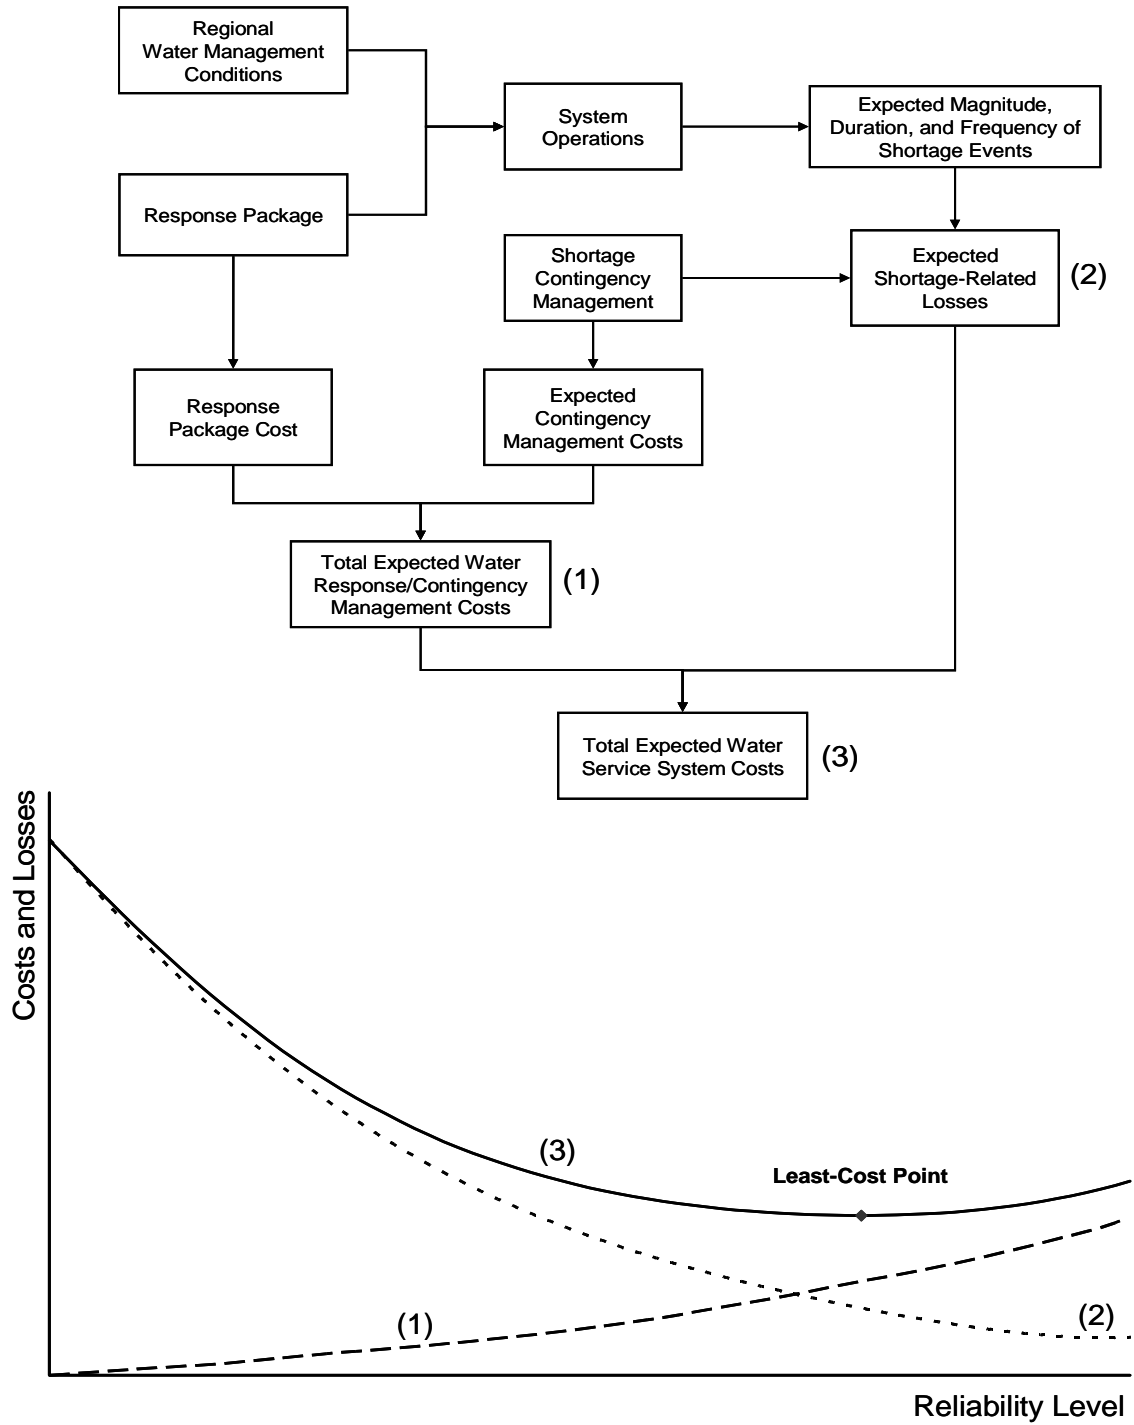 Regional
Water Management
Conditions
System
Operations
Expected Magnitude,
Duration, and Frequency of
Shortage Events
Response Package
Shortage
Contingency
Management
Expected
Shortage-Related
Losses
(2)
Response
Package Cost
Expected
Contingency
Management Costs
Total Expected Water
Response/Contingency
Management Costs
(1)
Total Expected Water
Service System Costs
(3)
Costs and Losses
(3)
Least-Cost Point
(1)
(2)
Reliability Level